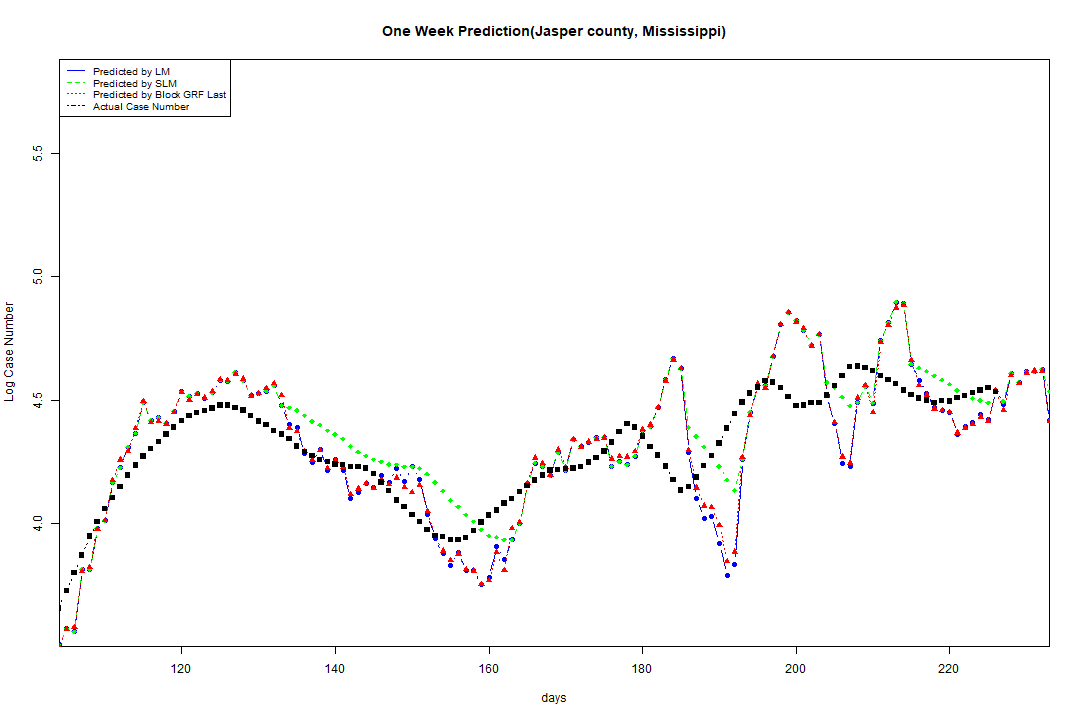 One Week Prediction(Jasper county, Mississippi)
Predicted by LM
Predicted by SLM
Predicted by Block GRF Last
Actual Case Number
5.5
5.0
4.5
4.0
Log Case Number
120 140 160 180 200 220
days